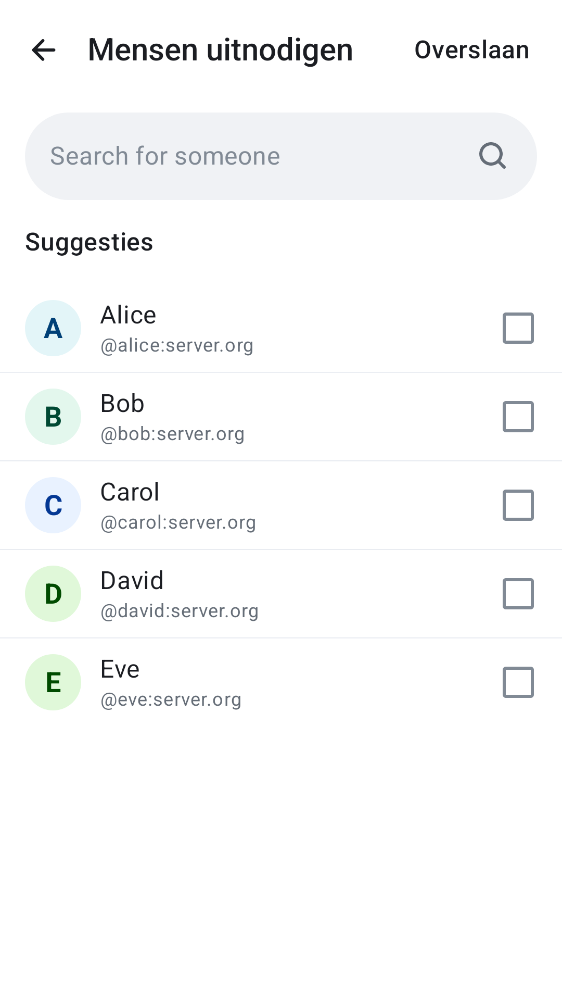 Mensen uitnodigen
Overslaan
Search for someone
Suggesties
A
Alice
@alice:server.org
B
Bob
@bob:server.org
C
Carol
@carol:server.org
D
David
@david:server.org
E
Eve
@eve:server.org